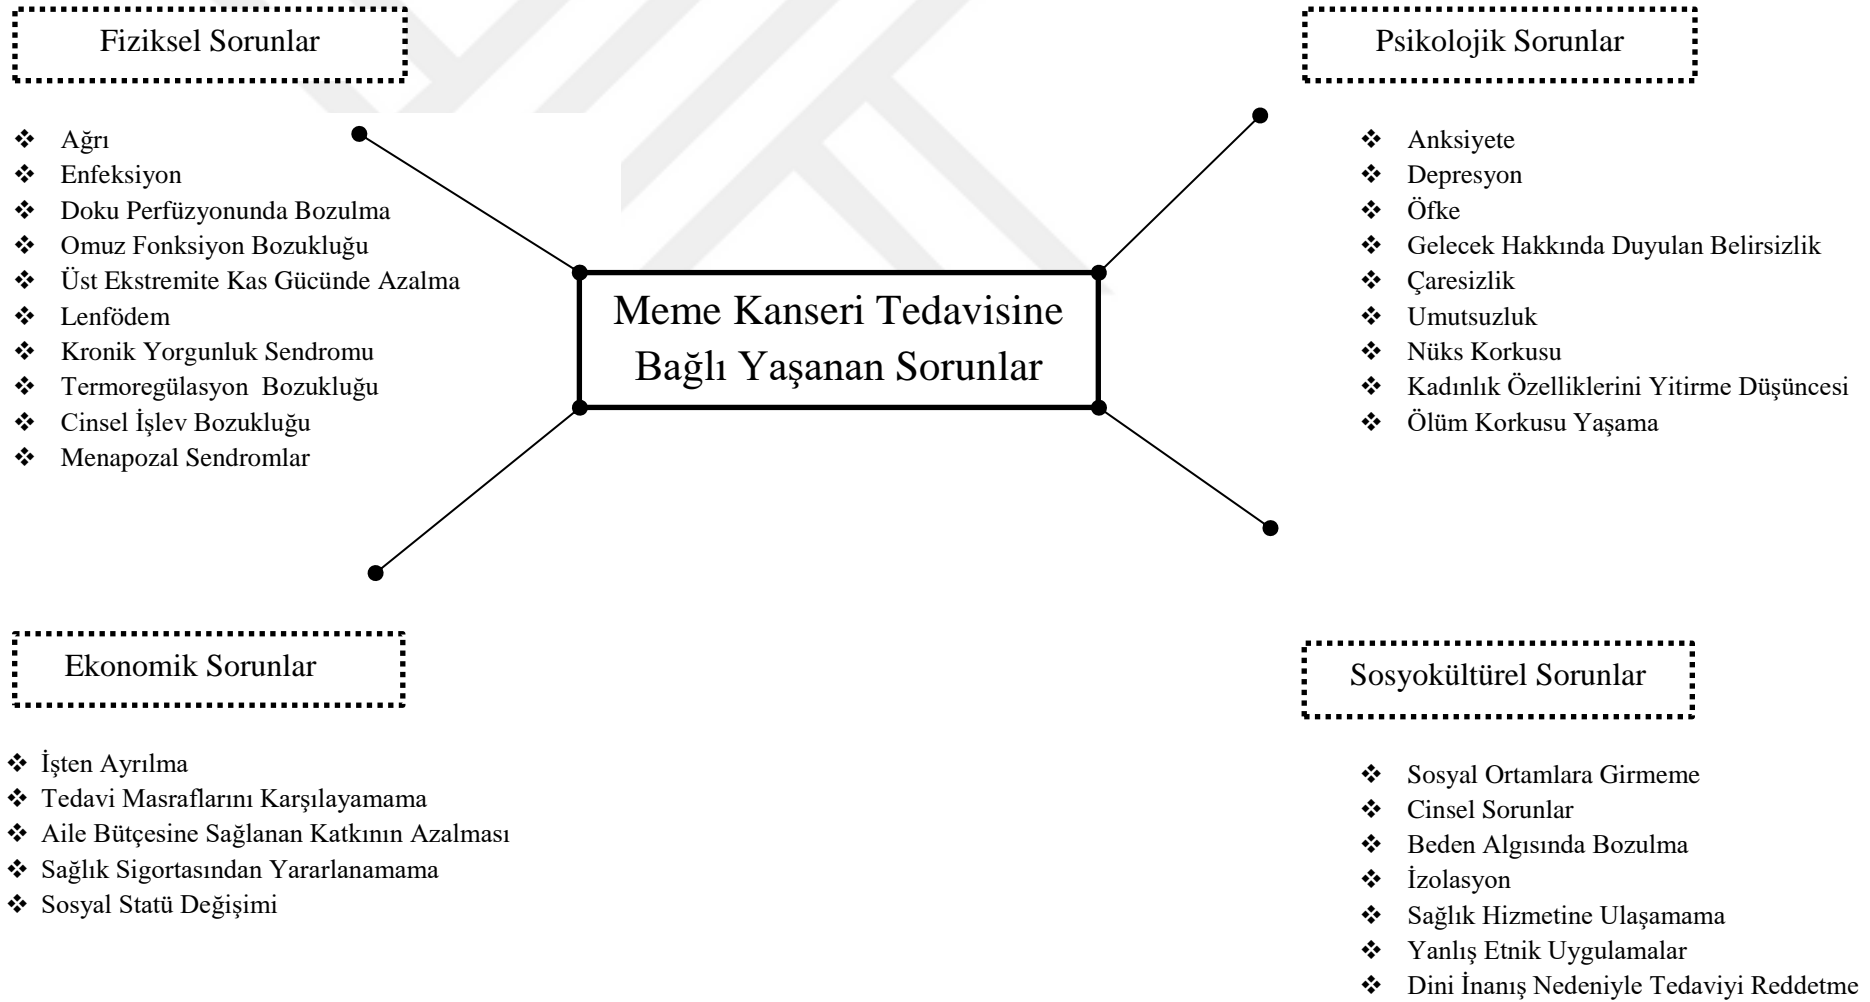 Fiziksel Sorunlar
❖ Ağrı
❖ Enfeksiyon
❖ Doku Perfüzyonunda Bozulma
❖ Omuz Fonksiyon Bozukluğu
❖ Üst Ekstremite Kas Gücünde Azalma
❖ Lenfödem
❖ Kronik Yorgunluk Sendromu
❖ Termoregülasyon Bozukluğu
❖ Cinsel İşlev Bozukluğu
❖ Menapozal Sendromlar
Psikolojik Sorunlar
❖ Anksiyete
❖ Depresyon
❖ Öfke
❖ Gelecek Hakkında Duyulan Belirsizlik
❖ Çaresizlik
❖ Umutsuzluk
❖ Nüks Korkusu
❖ Kadınlık Özelliklerini Yitirme Düşüncesi
❖ Ölüm Korkusu Yaşama
Meme Kanseri Tedavisine
Bağlı Yaşanan Sorunlar
Ekonomik Sorunlar
❖ İşten Ayrılma
❖ Tedavi Masraflarını Karşılayamama
❖ Aile Bütçesine Sağlanan Katkının Azalması
❖ Sağlık Sigortasından Yararlanamama
❖ Sosyal Statü Değişimi
Sosyokültürel Sorunlar
❖ Sosyal Ortamlara Girmeme
❖ Cinsel Sorunlar
❖ Beden Algısında Bozulma
❖ İzolasyon
❖ Sağlık Hizmetine Ulaşamama
❖ Yanlış Etnik Uygulamalar
❖ Dini İnanış Nedeniyle Tedaviyi Reddetme